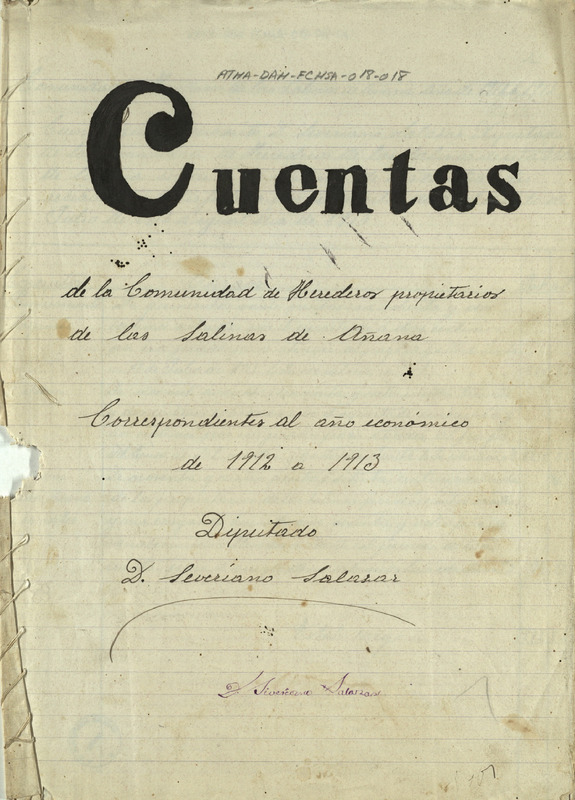 ATHA-DAH-FCHSA-018-018
Cuentas
de la Comunidad de Herederos propietarios
de las Salinas de Añana
Correspondientes al año económico
de 1912 a 1913
Diputado
D. Severiano Salazar
D Severiano Salazar